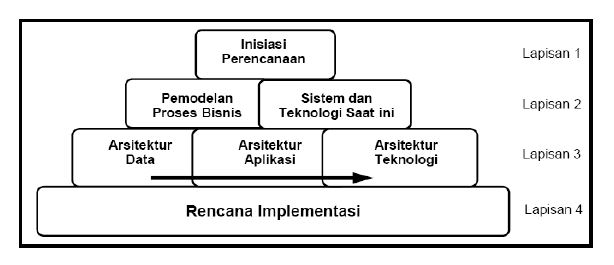 Inisiasi
Perencanaan
Lapisan 1
Pemodelan
Proses Bisnis
Sistem dan
Teknologi Saat ini
Lapisan 2
Arsitektur
Data
Arsitektur
Aplikasi
Arsitektur
Teknologi
Lapisan 3
Rencana Implementasi
Lapisan 4